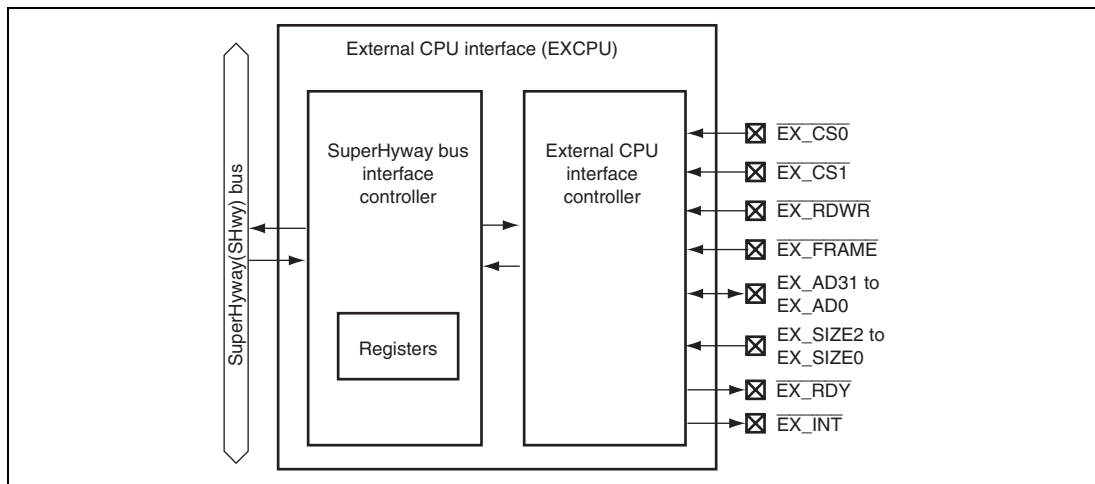 External CPU interface (EXCPU)
SuperHyway(SHwy) bus
SuperHyway bus
interface
controller
Registers
External CPU
interface
controller
EX_CS0
EX_CS1
EX_RDWR
EX_FRAME
EX_AD31 to
EX_AD0
EX_SIZE2 to
EX_SIZE0
EX_RDY
EX_INT